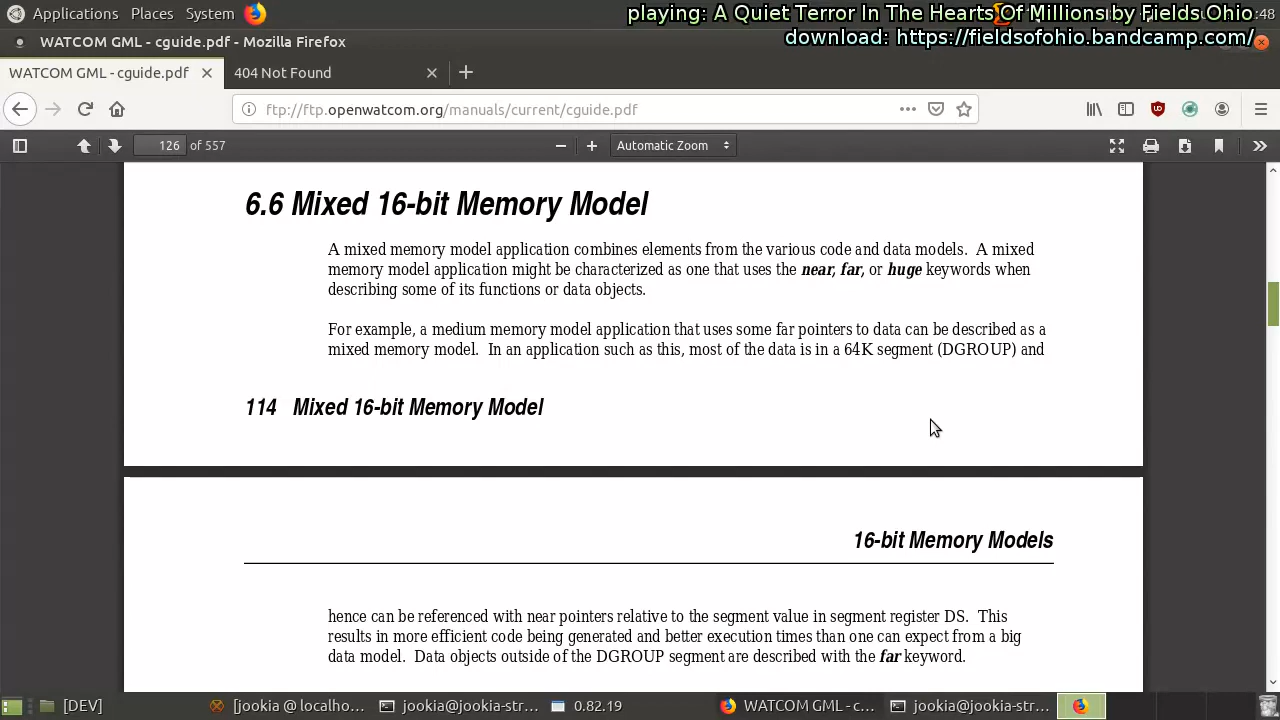 Applications Places System
playing: A Quiet Terror In The Hearts Of Millions by Fields Ohio
:48
download: https://fieldsofohio.bandcamp.com/
WATCOM GML - cguide.pdf - Mozilla Firefox
WATCOM GML - cguide.pdf
404 Not Found
ftp://ftp.openwatcom.org/manuals/current/cguide.pdf
126 of 557
Automatic Zoom
6.6 Mixed 16-bit Memory Model
A mixed memory model application combines elements from the various code and data models. A mixed
memory model application might be characterized as one that uses the near, far, or huge keywords when
describing some of its functions or data objects.
For example, a medium memory model application that uses some far pointers to data can be described as a
mixed memory model. In an application such as this, most of the data is in a 64K segment (DGROUP) and
114 Mixed 16-bit Memory Model
16-bit Memory Models
hence can be referenced with near pointers relative to the segment value in segment register DS. This
results in more efficient code being generated and better execution times than one can expect from a big
data model. Data objects outside of the DGROUP segment are described with the far keyword.
[DEV] [jookia @ localho... jookia@jookia-str... 0.82.19 WATCOM GML - c... jookia@jookia-str...